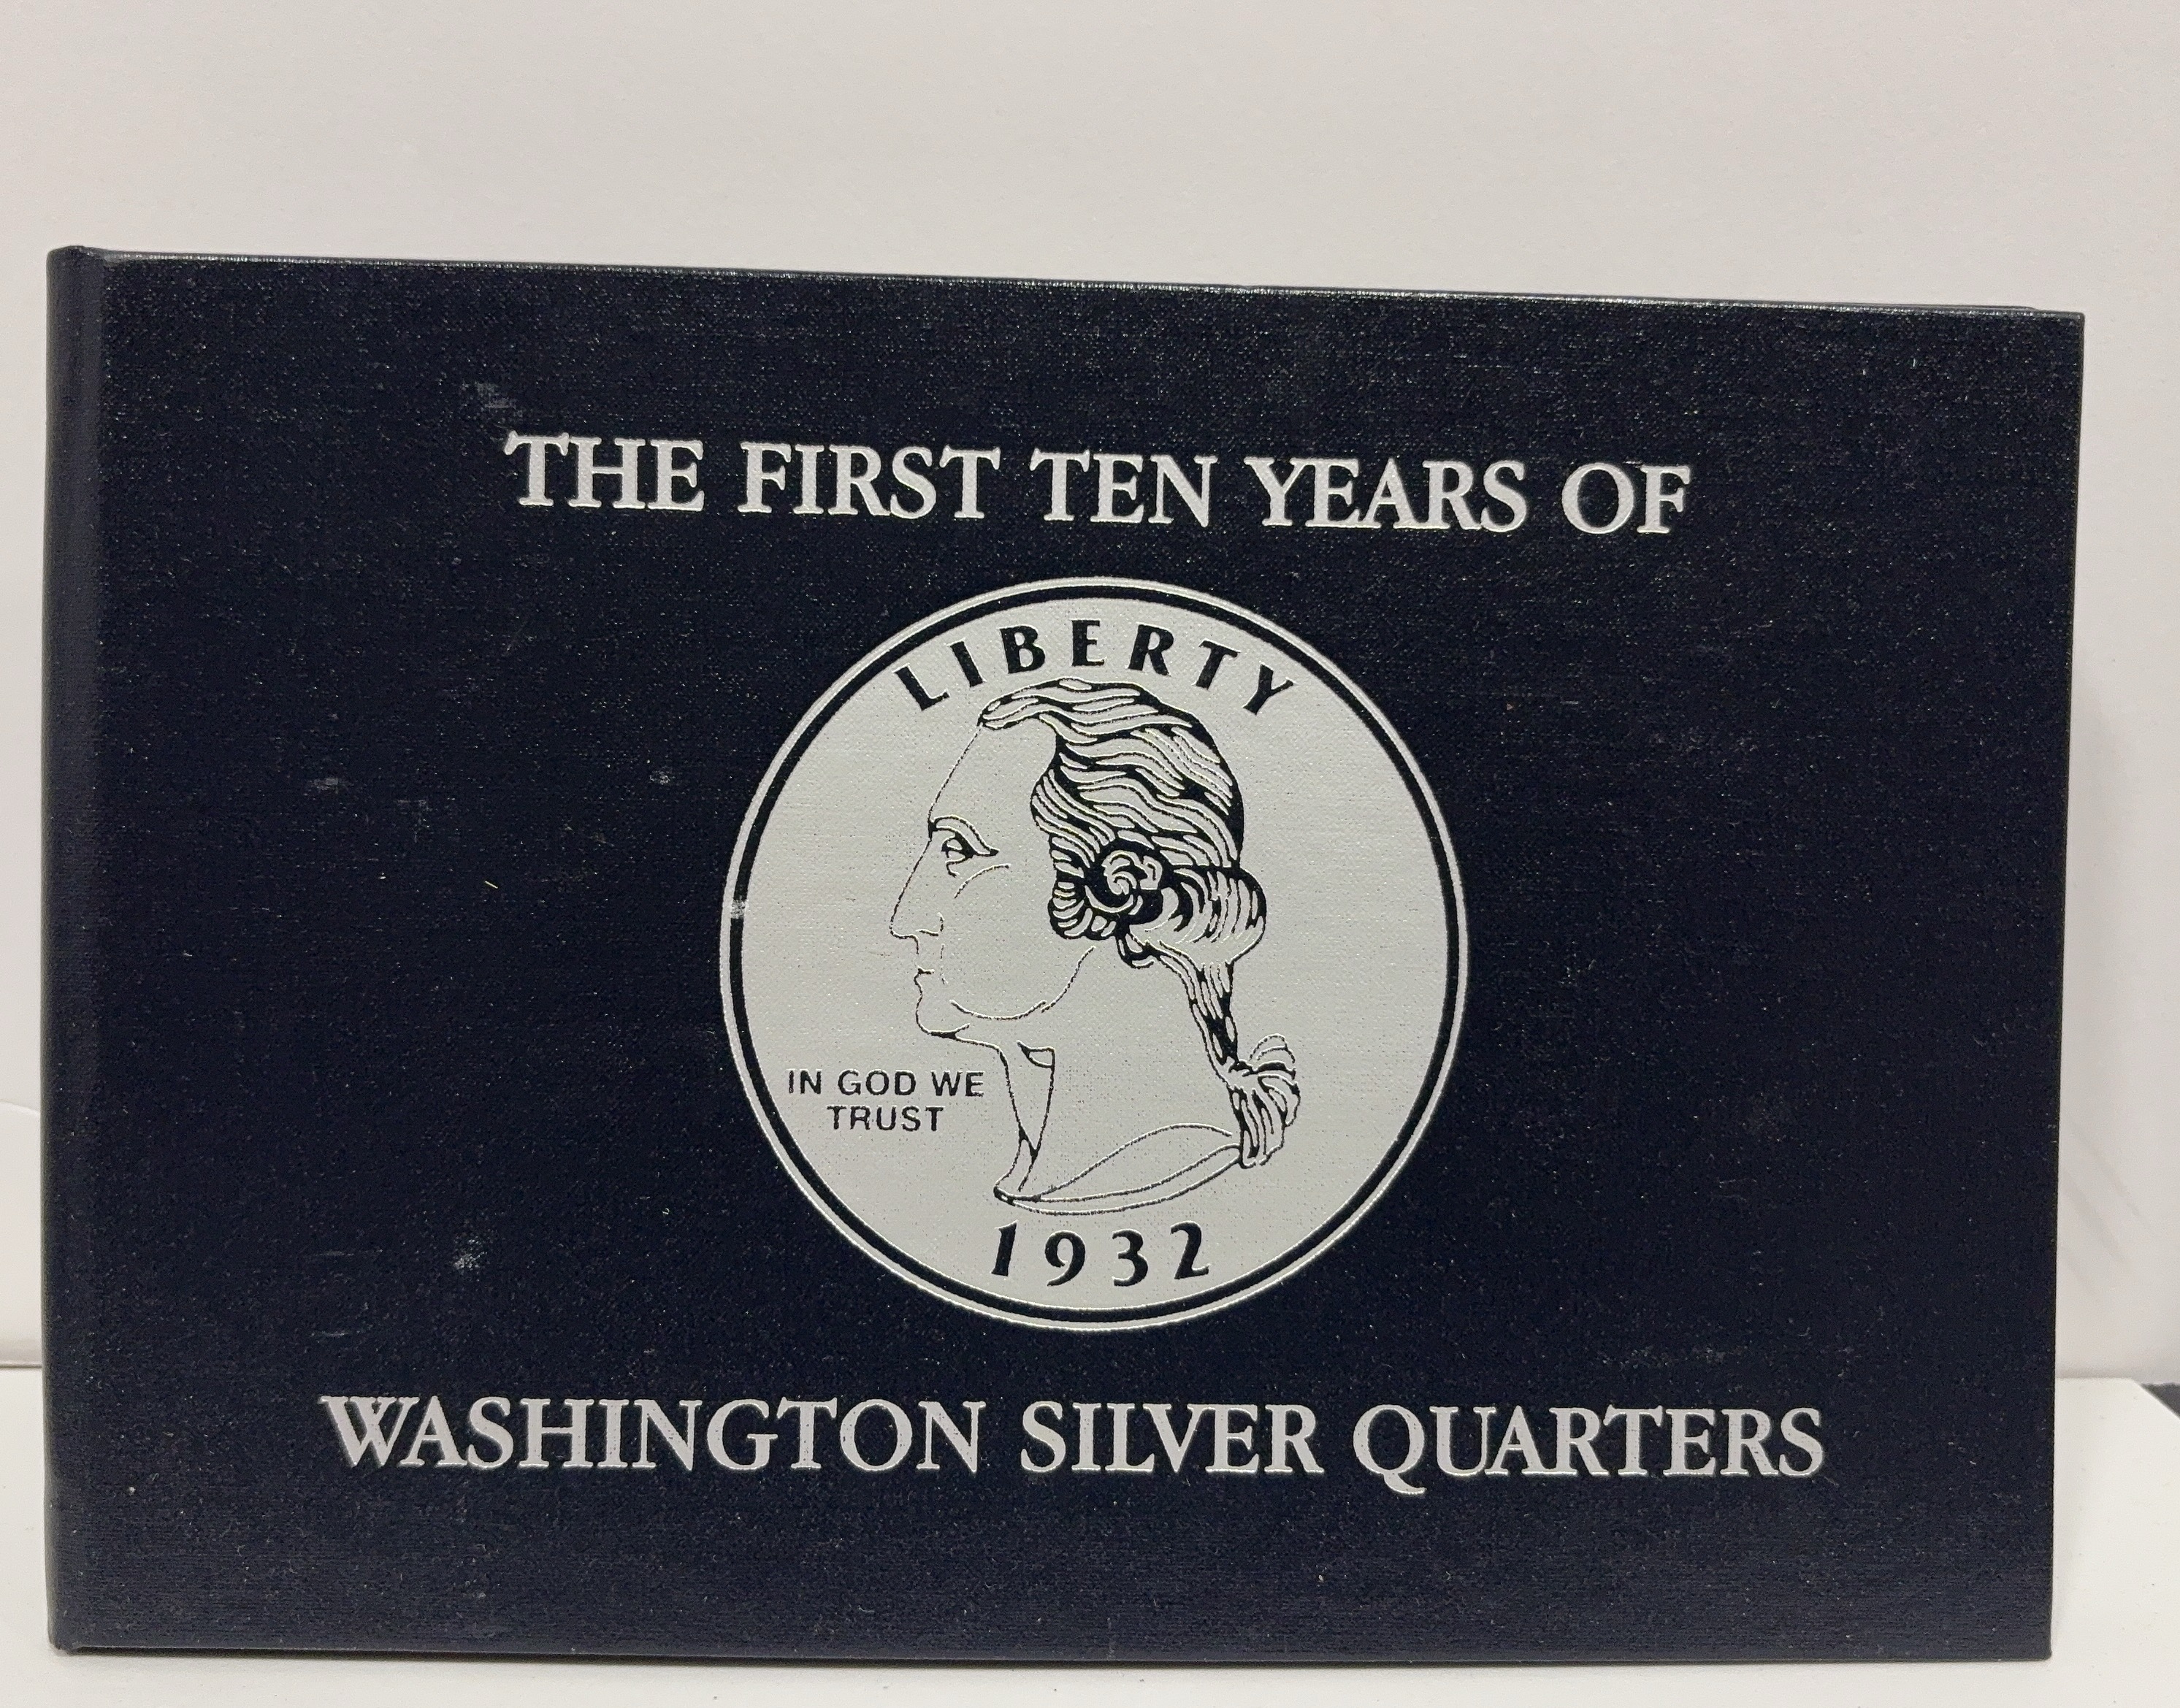 THE FIRST TEN YEARS OF
LIBERTY
IN GOD WE
TRUST
1932
WASHINGTON SILVER QUARTERS